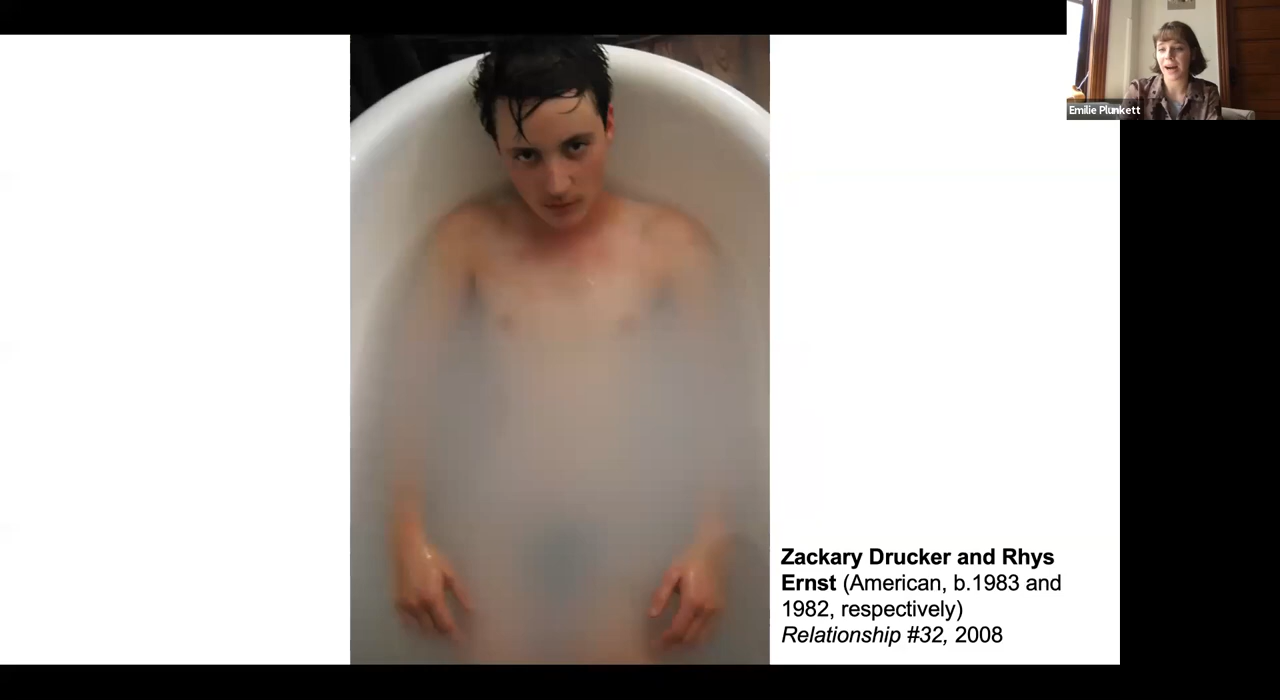 Emilie Plunkett
Zackary Drucker and Rhys
Ernst (American, b.1983 and
1982, respectively)
Relationship #32, 2008